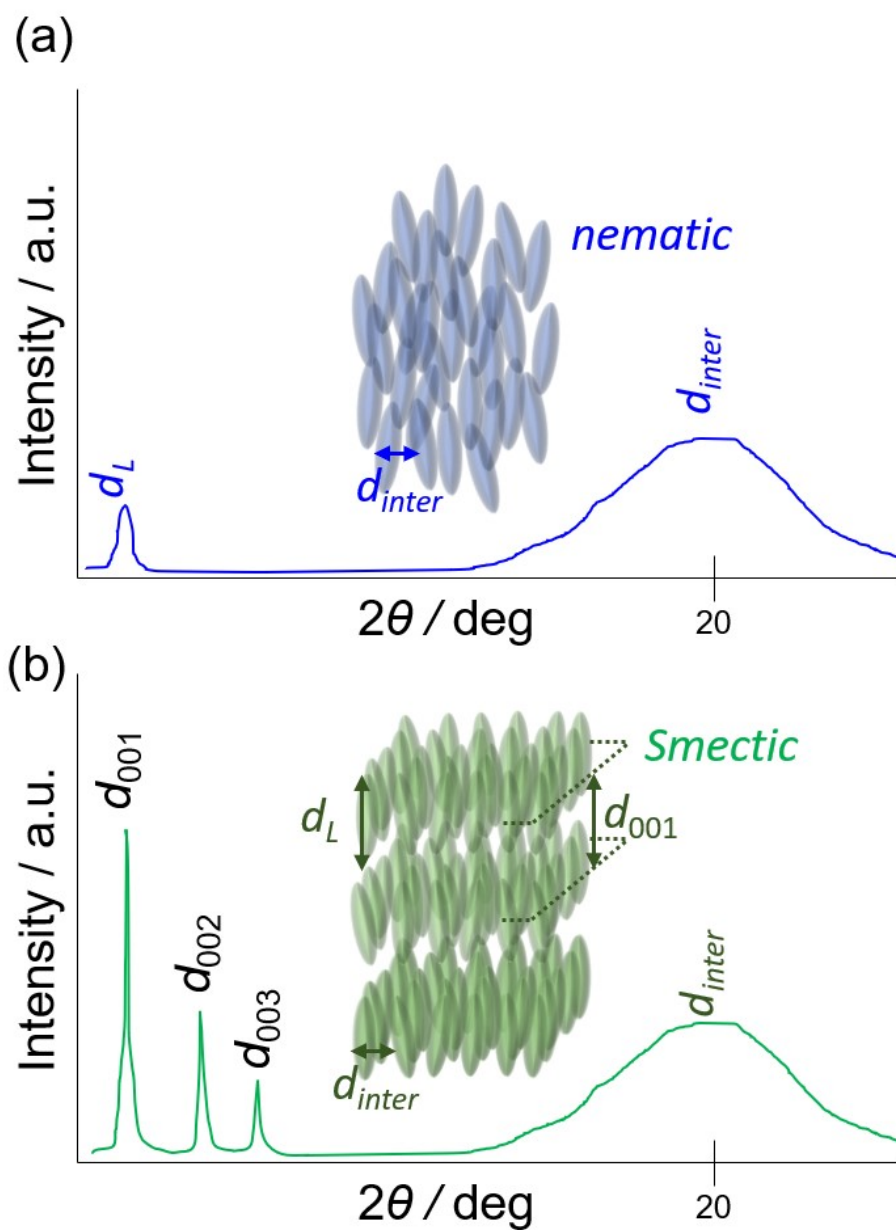 (a)
Intensity / a.u.
nematic
d_inter
d_L
d_inter
2θ / deg
20
(b)
Intensity / a.u.
d_001
Smectic
d_L
d_001
d_002
d_003
d_inter
d_inter
2θ / deg
20